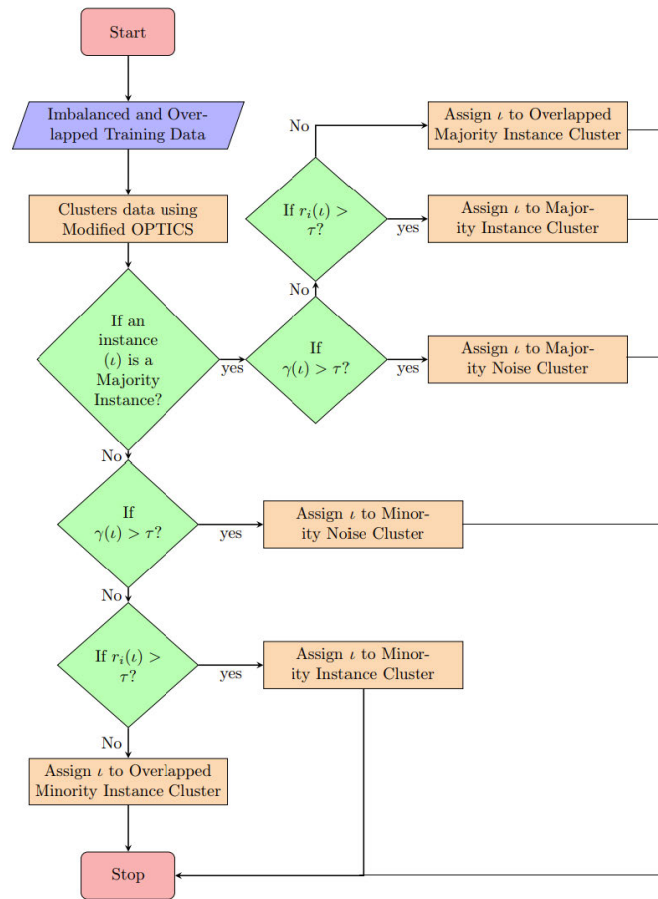 Start
Imbalanced and Over-
lapped Training Data
Clusters data using
Modified OPTICS
If an
instance
(ι) is a
Majority
Instance?
yes
If
γ(ι) > τ?
yes
Assign ι to Major-
ity Noise Cluster
No
If rᵢ(ι) >
τ?
yes
Assign ι to Major-
ity Instance Cluster
No
Assign ι to Overlapped
Majority Instance Cluster
No
If
γ(ι) > τ?
yes
Assign ι to Minor-
ity Noise Cluster
No
If rᵢ(ι) >
τ?
yes
Assign ι to Minor-
ity Instance Cluster
No
Assign ι to Overlapped
Minority Instance Cluster
Stop